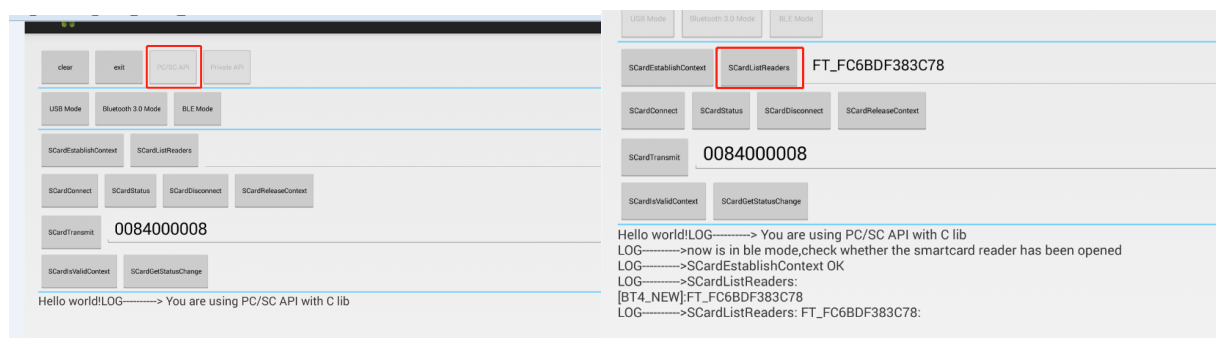 clear exit PC/SC API Private API
USB Mode Bluetooth 3.0 Mode BLE Mode
SCardEstablishContext SCardListReaders
SCardConnect SCardStatus SCardDisconnect SCardReleaseContext
SCardTransmit 0084000008
SCardIsValidContext SCardGetStatusChange
Hello world!LOG----------> You are using PC/SC API with C lib
USB Mode Bluetooth 3.0 Mode BLE Mode
SCardEstablishContext SCardListReaders FT_FC6BDF383C78
SCardConnect SCardStatus SCardDisconnect SCardReleaseContext
SCardTransmit 0084000008
SCardIsValidContext SCardGetStatusChange
Hello world!LOG----------> You are using PC/SC API with C lib
LOG---------->now is in ble mode,check whether the smartcard reader has been opened
LOG---------->SCardEstablishContext OK
LOG---------->SCardListReaders:
[BT4_NEW]:FT_FC6BDF383C78
LOG---------->SCardListReaders: FT_FC6BDF383C78: